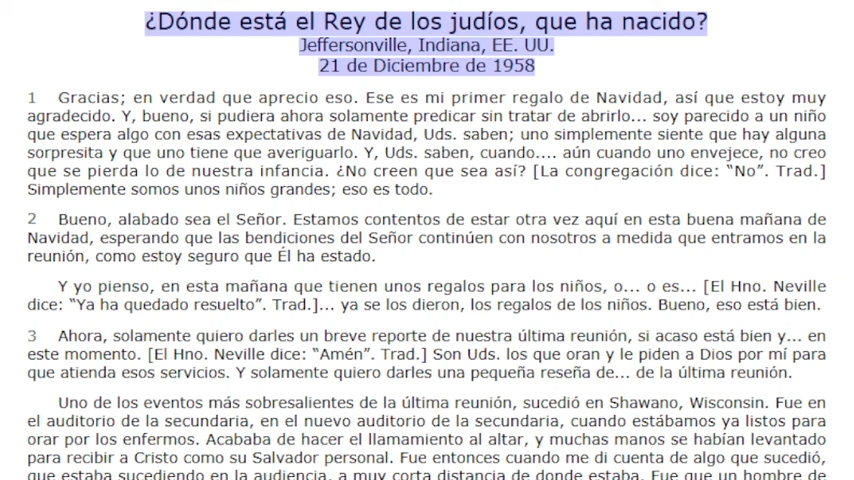 ¿Dónde está el Rey de los judíos, que ha nacido?
Jeffersonville, Indiana, EE. UU.
21 de Diciembre de 1958
1 Gracias; en verdad que aprecio eso. Ese es mi primer regalo de Navidad, así que estoy muy
agradecido. Y, bueno, si pudiera ahora solamente predicar sin tratar de abrirlo... soy parecido a un niño
que espera algo con esas expectativas de Navidad, Uds. saben; uno simplemente siente que hay alguna
sorpresita y que uno tiene que averiguarlo. Y, Uds. saben, cuando.... aún cuando uno envejece, no creo
que se pierda lo de nuestra infancia. ¿No creen que sea así? [La congregación dice: “No”. Trad.]
Simplemente somos unos niños grandes; eso es todo.
2 Bueno, alabado sea el Señor. Estamos contentos de estar otra vez aquí en esta buena mañana de
Navidad, esperando que las bendiciones del Señor continúen con nosotros a medida que entramos en la
reunión, como estoy seguro que Él ha estado.
Y yo pienso, en esta mañana que tienen unos regalos para los niños, o... o es... [El Hno. Neville
dice: “Ya ha quedado resuelto”. Trad.]... ya se los dieron, los regalos de los niños. Bueno, eso está bien.
3 Ahora, solamente quiero darles un breve reporte de nuestra última reunión, si acaso está bien y... en
este momento. [El Hno. Neville dice: “Amén”. Trad.] Son Uds. los que oran y le piden a Dios por mí para
que atienda esos servicios. Y solamente quiero darles una pequeña reseña de... de la última reunión.
Uno de los eventos más sobresalientes de la última reunión, sucedió en Shawano, Wisconsin. Fue en
el auditorio de la secundaria, en el nuevo auditorio de la secundaria, cuando estábamos ya listos para
orar por los enfermos. Acababa de hacer el llamamiento al altar, y muchas manos se habían levantado
para recibir a Cristo como su Salvador personal. Fue entonces cuando me di cuenta de algo que sucedió,
que estaba sucediendo en la audiencia, a muy corta distancia de donde estaba. Fue que un hombre de